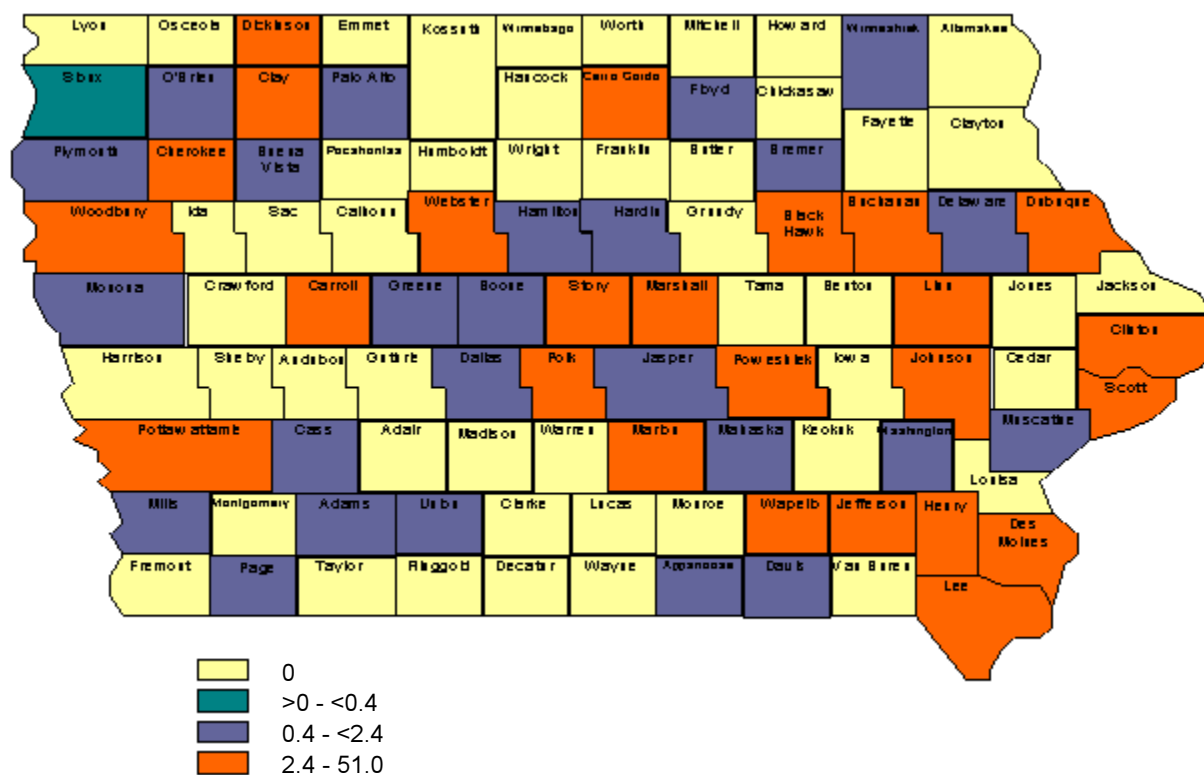 Lyon Osceola Dickinson Emmet Kossuth Winnebago Worth Mitchell Howard Winneshiek Allamakee
Sioux O'Brien Clay Palo Alto Hancock Cerro Gordo Floyd Chickasaw
Fayette Clayton
Plymouth Cherokee Buena Vista Pocahontas Humboldt Wright Franklin Butler Bremer
Woodbury Ida Sac Calhoun Webster Hamilton Hardin Grundy Black Hawk Buchanan Delaware Dubuque
Monona Crawford Carroll Greene Boone Story Marshall Tama Benton Linn Jones Jackson
Clinton
Harrison Shelby Audubon Guthrie Dallas Polk Jasper Poweshiek Iowa Johnson Cedar
Scott
Pottawattamie Cass Adair Madison Warren Marion Mahaska Keokuk Washington Muscatine
Louisa
Mills Montgomery Adams Union Clarke Lucas Monroe Wapello Jefferson Henry Des Moines
Fremont Page Taylor Ringgold Decatur Wayne Appanoose Davis Van Buren Lee
0
>0 - <0.4
0.4 - <2.4
2.4 - 51.0